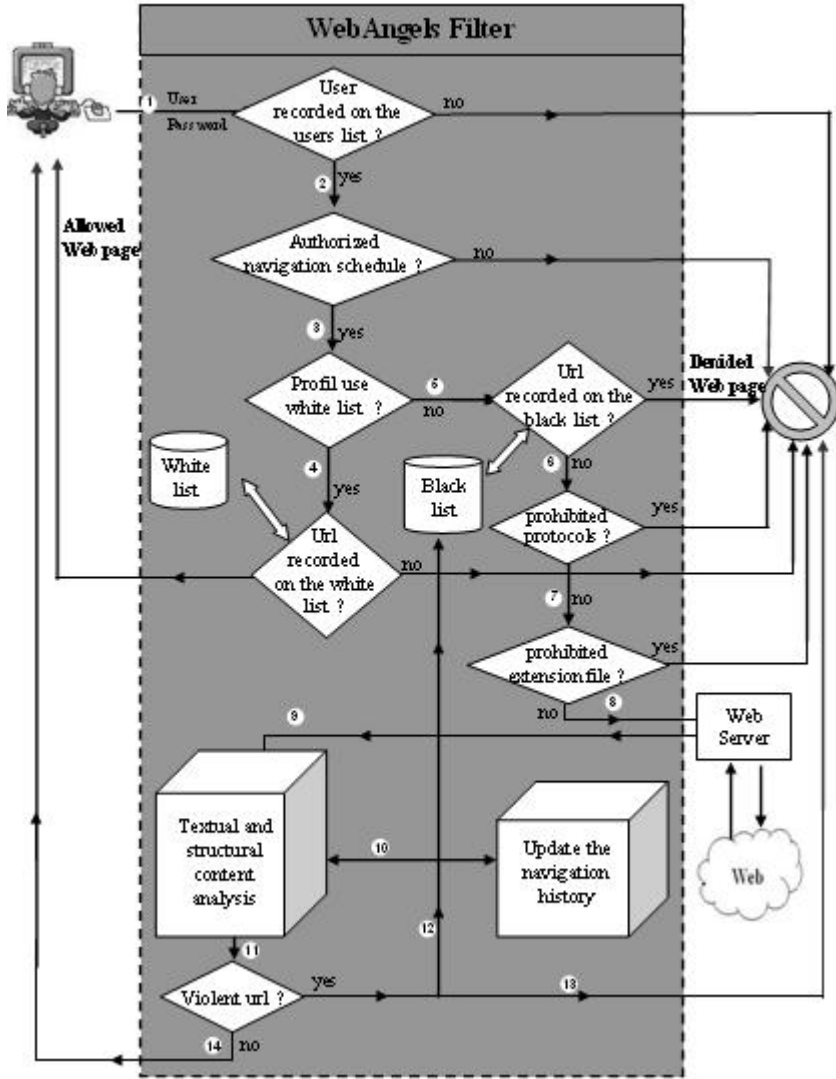 WebAngels Filter
1
User
Password
User
recorded on the
users list ?
no
2
yes
Allowed
Web page
Authorized
navigation schedule ?
no
3
yes
Profil use
white list ?
5
no
Url
recorded on the
black list ?
yes
Denided
Web page
White
list
4
yes
Black
list
6
no
prohibited
protocols ?
yes
Url
recorded
on the white
list ?
no
7
no
prohibited
extension file ?
yes
8
no
9
Web
Server
Textual and
structural
content
analysis
10
Update the
navigation
history
Web
11
12
Violent url ?
yes
13
14
no